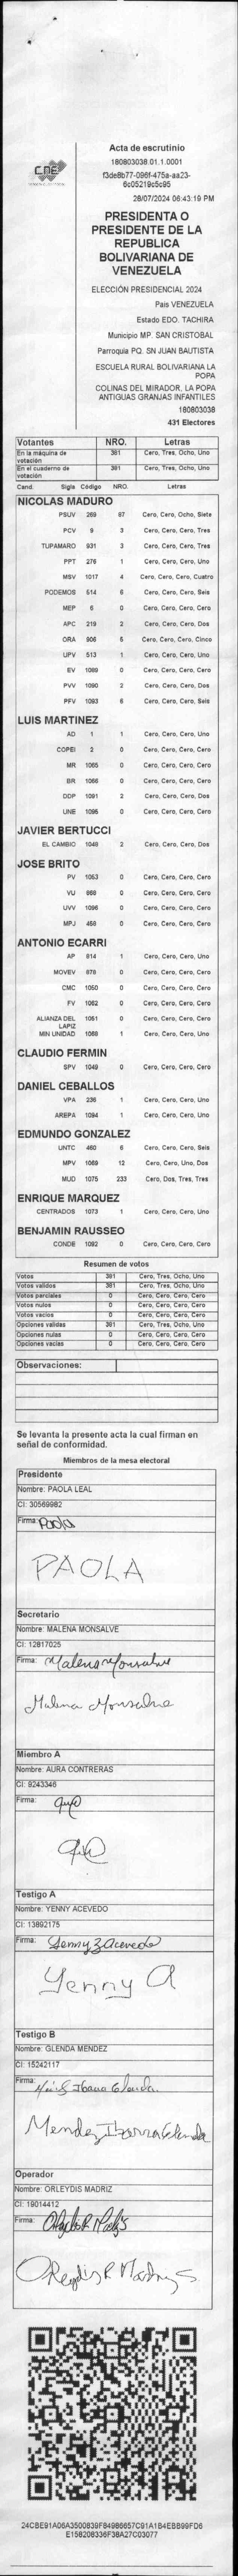 CNE
Acta de escrutinio
180803038.01.1.0001
f3de8b77-096f-475a-aa23-
6c05219c5c95
28/07/2024 06:43:19 PM
PRESIDENTA O
PRESIDENTE DE LA
REPUBLICA
BOLIVARIANA DE
VENEZUELA
ELECCIÓN PRESIDENCIAL 2024
Pais VENEZUELA
Estado EDO. TACHIRA
Municipio MP. SAN CRISTOBAL
Parroquia PQ. SN JUAN BAUTISTA
ESCUELA RURAL BOLIVARIANA LA
POPA
COLINAS DEL MIRADOR, LA POPA
ANTIGUAS GRANJAS INFANTILES
180803038
431 Electores
Votantes NRO. Letras
En la máquina de votación 381 Cero, Tres, Ocho, Uno
En el cuaderno de votación 381 Cero, Tres, Ocho, Uno
Cand. Sigla Código NRO. Letras
NICOLAS MADURO
PSUV 269 87 Cero, Cero, Ocho, Siete
PCV 9 3 Cero, Cero, Cero, Tres
TUPAMARO 931 3 Cero, Cero, Cero, Tres
PPT 276 1 Cero, Cero, Cero, Uno
MSV 1017 4 Cero, Cero, Cero, Cuatro
PODEMOS 514 6 Cero, Cero, Cero, Seis
MEP 6 0 Cero, Cero, Cero, Cero
APC 219 2 Cero, Cero, Cero, Dos
ORA 906 5 Cero, Cero, Cero, Cinco
UPV 513 1 Cero, Cero, Cero, Uno
EV 1089 0 Cero, Cero, Cero, Cero
PVV 1090 2 Cero, Cero, Cero, Dos
PFV 1093 6 Cero, Cero, Cero, Seis
LUIS MARTINEZ
AD 1 1 Cero, Cero, Cero, Uno
COPEI 2 0 Cero, Cero, Cero, Cero
MR 1065 0 Cero, Cero, Cero, Cero
BR 1066 0 Cero, Cero, Cero, Cero
DDP 1091 2 Cero, Cero, Cero, Dos
UNE 1095 0 Cero, Cero, Cero, Cero
JAVIER BERTUCCI
EL CAMBIO 1048 2 Cero, Cero, Cero, Dos
JOSE BRITO
PV 1053 0 Cero, Cero, Cero, Cero
VU 868 0 Cero, Cero, Cero, Cero
UVV 1096 0 Cero, Cero, Cero, Cero
MPJ 458 0 Cero, Cero, Cero, Cero
ANTONIO ECARRI
AP 814 1 Cero, Cero, Cero, Uno
MOVEV 878 0 Cero, Cero, Cero, Cero
CMC 1050 0 Cero, Cero, Cero, Cero
FV 1062 0 Cero, Cero, Cero, Cero
ALIANZA DEL LAPIZ 1051 0 Cero, Cero, Cero, Cero
MIN UNIDAD 1088 1 Cero, Cero, Cero, Uno
CLAUDIO FERMIN
SPV 1049 0 Cero, Cero, Cero, Cero
DANIEL CEBALLOS
VPA 236 1 Cero, Cero, Cero, Uno
AREPA 1094 1 Cero, Cero, Cero, Uno
EDMUNDO GONZALEZ
UNTC 460 6 Cero, Cero, Cero, Seis
MPV 1069 12 Cero, Cero, Uno, Dos
MUD 1075 233 Cero, Dos, Tres, Tres
ENRIQUE MARQUEZ
CENTRADOS 1073 1 Cero, Cero, Cero, Uno
BENJAMIN RAUSSEO
CONDE 1092 0 Cero, Cero, Cero, Cero
Resumen de votos
Votos 381 Cero, Tres, Ocho, Uno
Votos validos 381 Cero, Tres, Ocho, Uno
Votos parciales 0 Cero, Cero, Cero, Cero
Votos nulos 0 Cero, Cero, Cero, Cero
Votos vacios 0 Cero, Cero, Cero, Cero
Opciones validas 381 Cero, Tres, Ocho, Uno
Opciones nulas 0 Cero, Cero, Cero, Cero
Opciones vacias 0 Cero, Cero, Cero, Cero
Observaciones:
Se levanta la presente acta la cual firman en
señal de conformidad.
Miembros de la mesa electoral
Presidente
Nombre: PAOLA LEAL
CI: 30569982
Firma: Paola
PAOLA
Secretario
Nombre: MALENA MONSALVE
CI: 12817025
Firma: Malena Monsalve
Malena Monsalve
Miembro A
Nombre: AURA CONTRERAS
CI: 9243346
Firma:
Testigo A
Nombre: YENNY ACEVEDO
CI: 13892175
Firma: Yenny Z Acevedo
Yenny A
Testigo B
Nombre: GLENDA MENDEZ
CI: 15242117
Firma:
Mendez Ibarra Glenda
Operador
Nombre: ORLEYDIS MADRIZ
CI: 19014412
Firma: Orleydis R Madriz
Orleydis R Madriz
24CBE91A06A3500839F84986657C91A1B4EBB99FD6
E158208336F38A27C03077